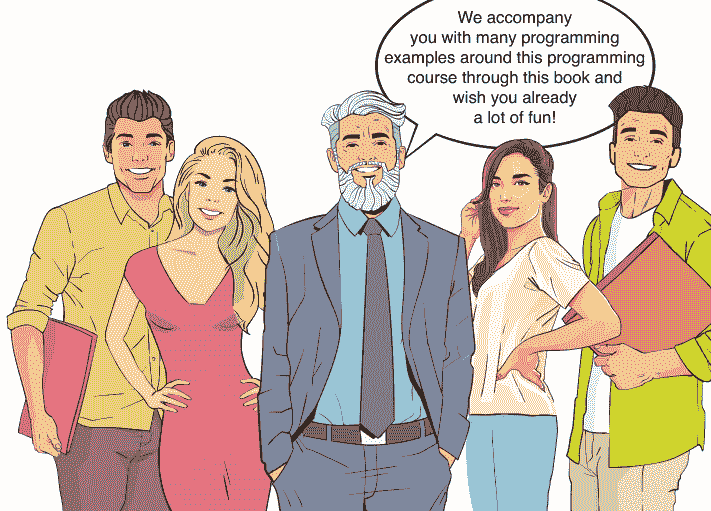 We accompany
you with many programming
examples around this programming
course through this book and
wish you already
a lot of fun!